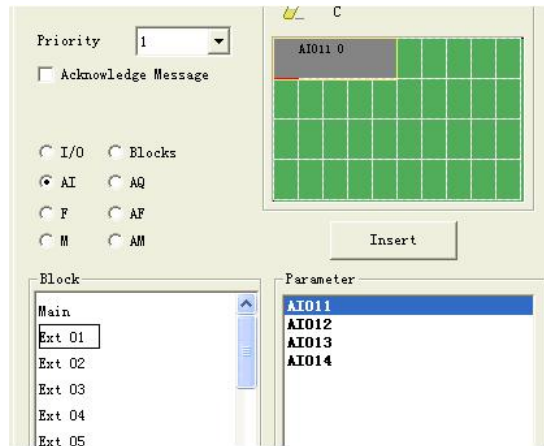 C
Priority 1
AI011 0
Acknowledge Message
I/O Blocks
AI AQ
F AF
M AM
Insert
Block
Parameter
Main
Ext 01
Ext 02
Ext 03
Ext 04
Ext 05
AI011
AI012
AI013
AI014